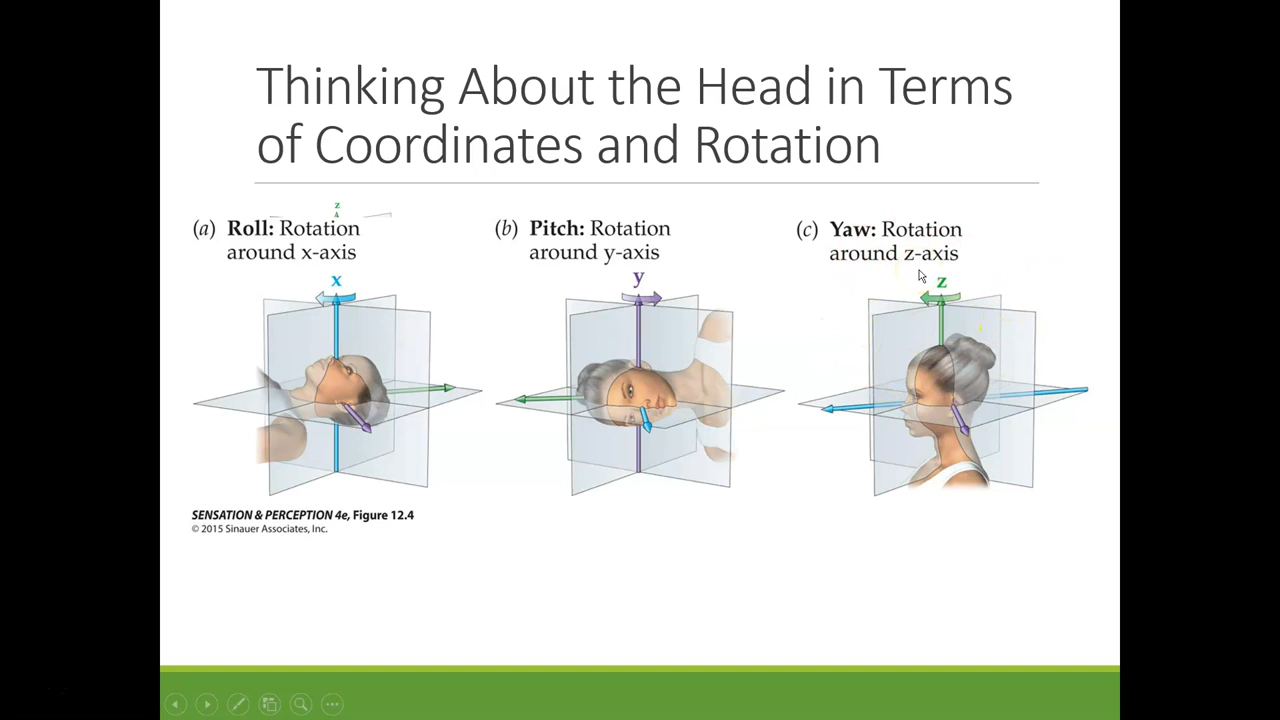 Thinking About the Head in Terms
of Coordinates and Rotation
z
(a) Roll: Rotation
around x-axis
x
(b) Pitch: Rotation
around y-axis
y
(c) Yaw: Rotation
around z-axis
z
SENSATION & PERCEPTION 4e, Figure 12.4
© 2015 Sinauer Associates, Inc.